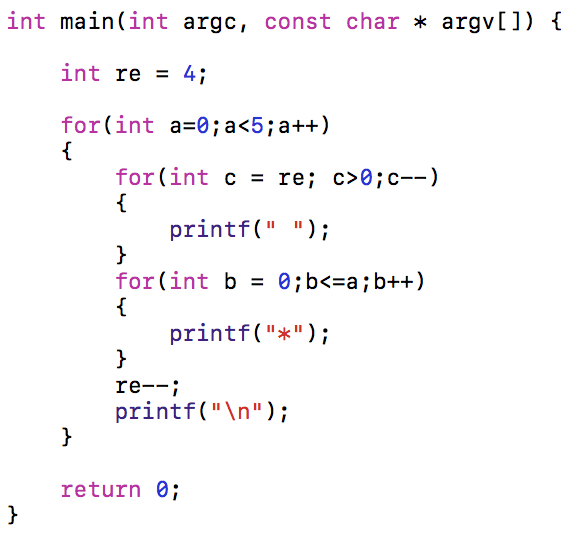 int main(int argc, const char * argv[]) {
    int re = 4;
    for(int a=0;a<5;a++)
    {
        for(int c = re; c>0;c--)
        {
            printf(" ");
        }
        for(int b = 0;b<=a;b++)
        {
            printf("*");
        }
        re--;
        printf("\n");
    }
    return 0;
}